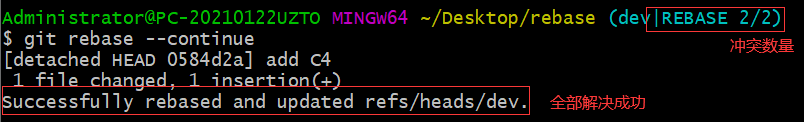 Administrator@PC-20210122UZTO MINGW64 ~/Desktop/rebase (dev|REBASE 2/2)
$ git rebase --continue
冲突数量
[detached HEAD 0584d2a] add C4
1 file changed, 1 insertion(+)
Successfully rebased and updated refs/heads/dev.
全部解决成功